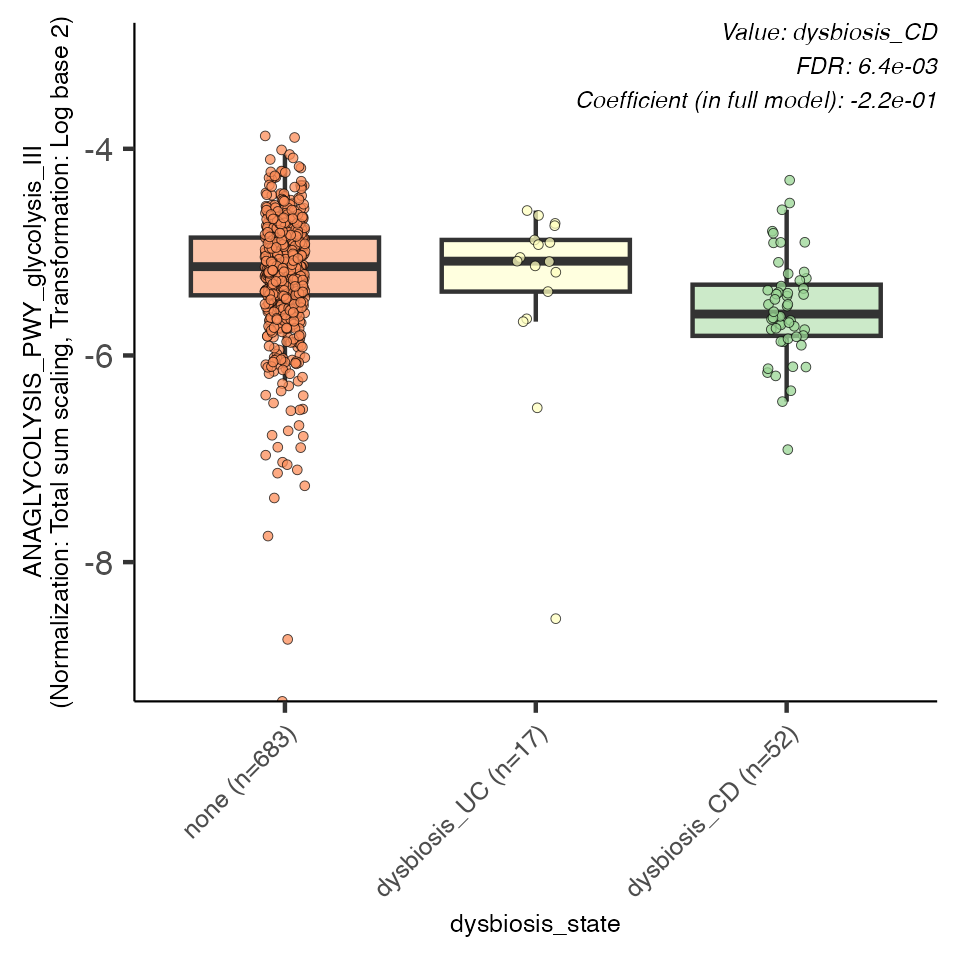 Value: dysbiosis_CD
FDR: 6.4e-03
Coefficient (in full model): -2.2e-01
ANAGLYCOLYSIS_PWY_glycolysis_III
(Normalization: Total sum scaling, Transformation: Log base 2)
-4
-6
-8
none (n=683)
dysbiosis_UC (n=17)
dysbiosis_CD (n=52)
dysbiosis_state